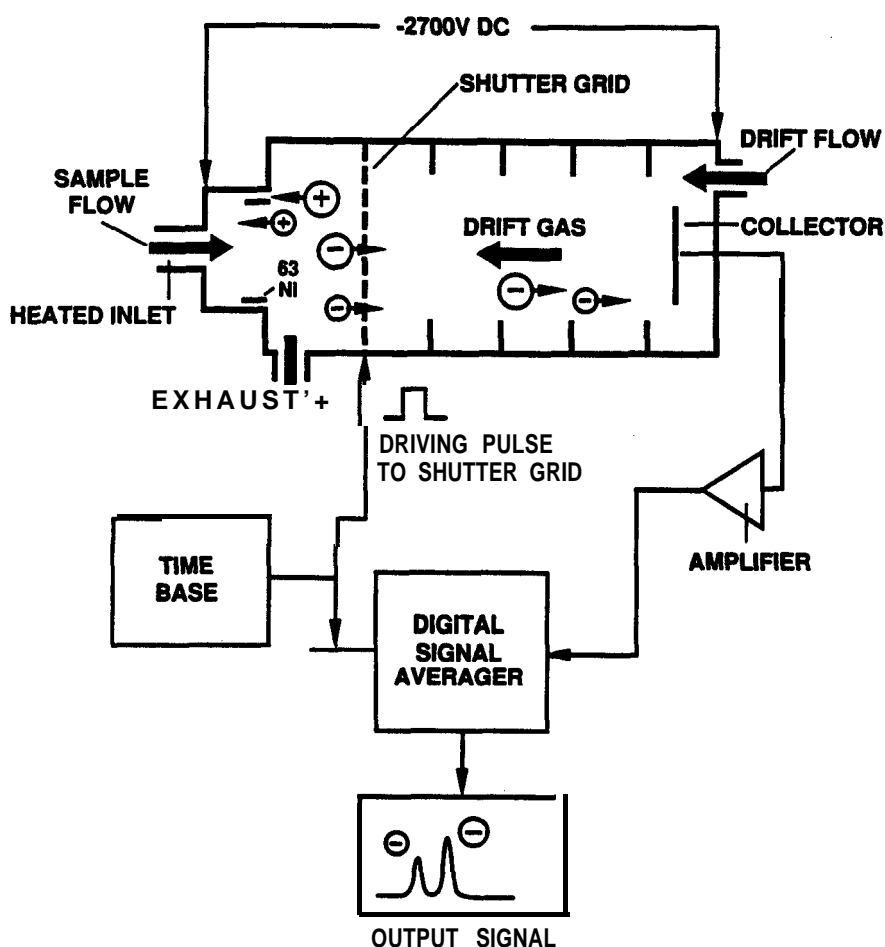 -2700V DC
SHUTTER GRID
DRIFT FLOW
SAMPLE
FLOW
+
+
DRIFT GAS
COLLECTOR
−
63
NI
−
−
−
HEATED INLET
EXHAUST'+
DRIVING PULSE
TO SHUTTER GRID
AMPLIFIER
TIME
BASE
DIGITAL
SIGNAL
AVERAGER
−
−
OUTPUT SIGNAL